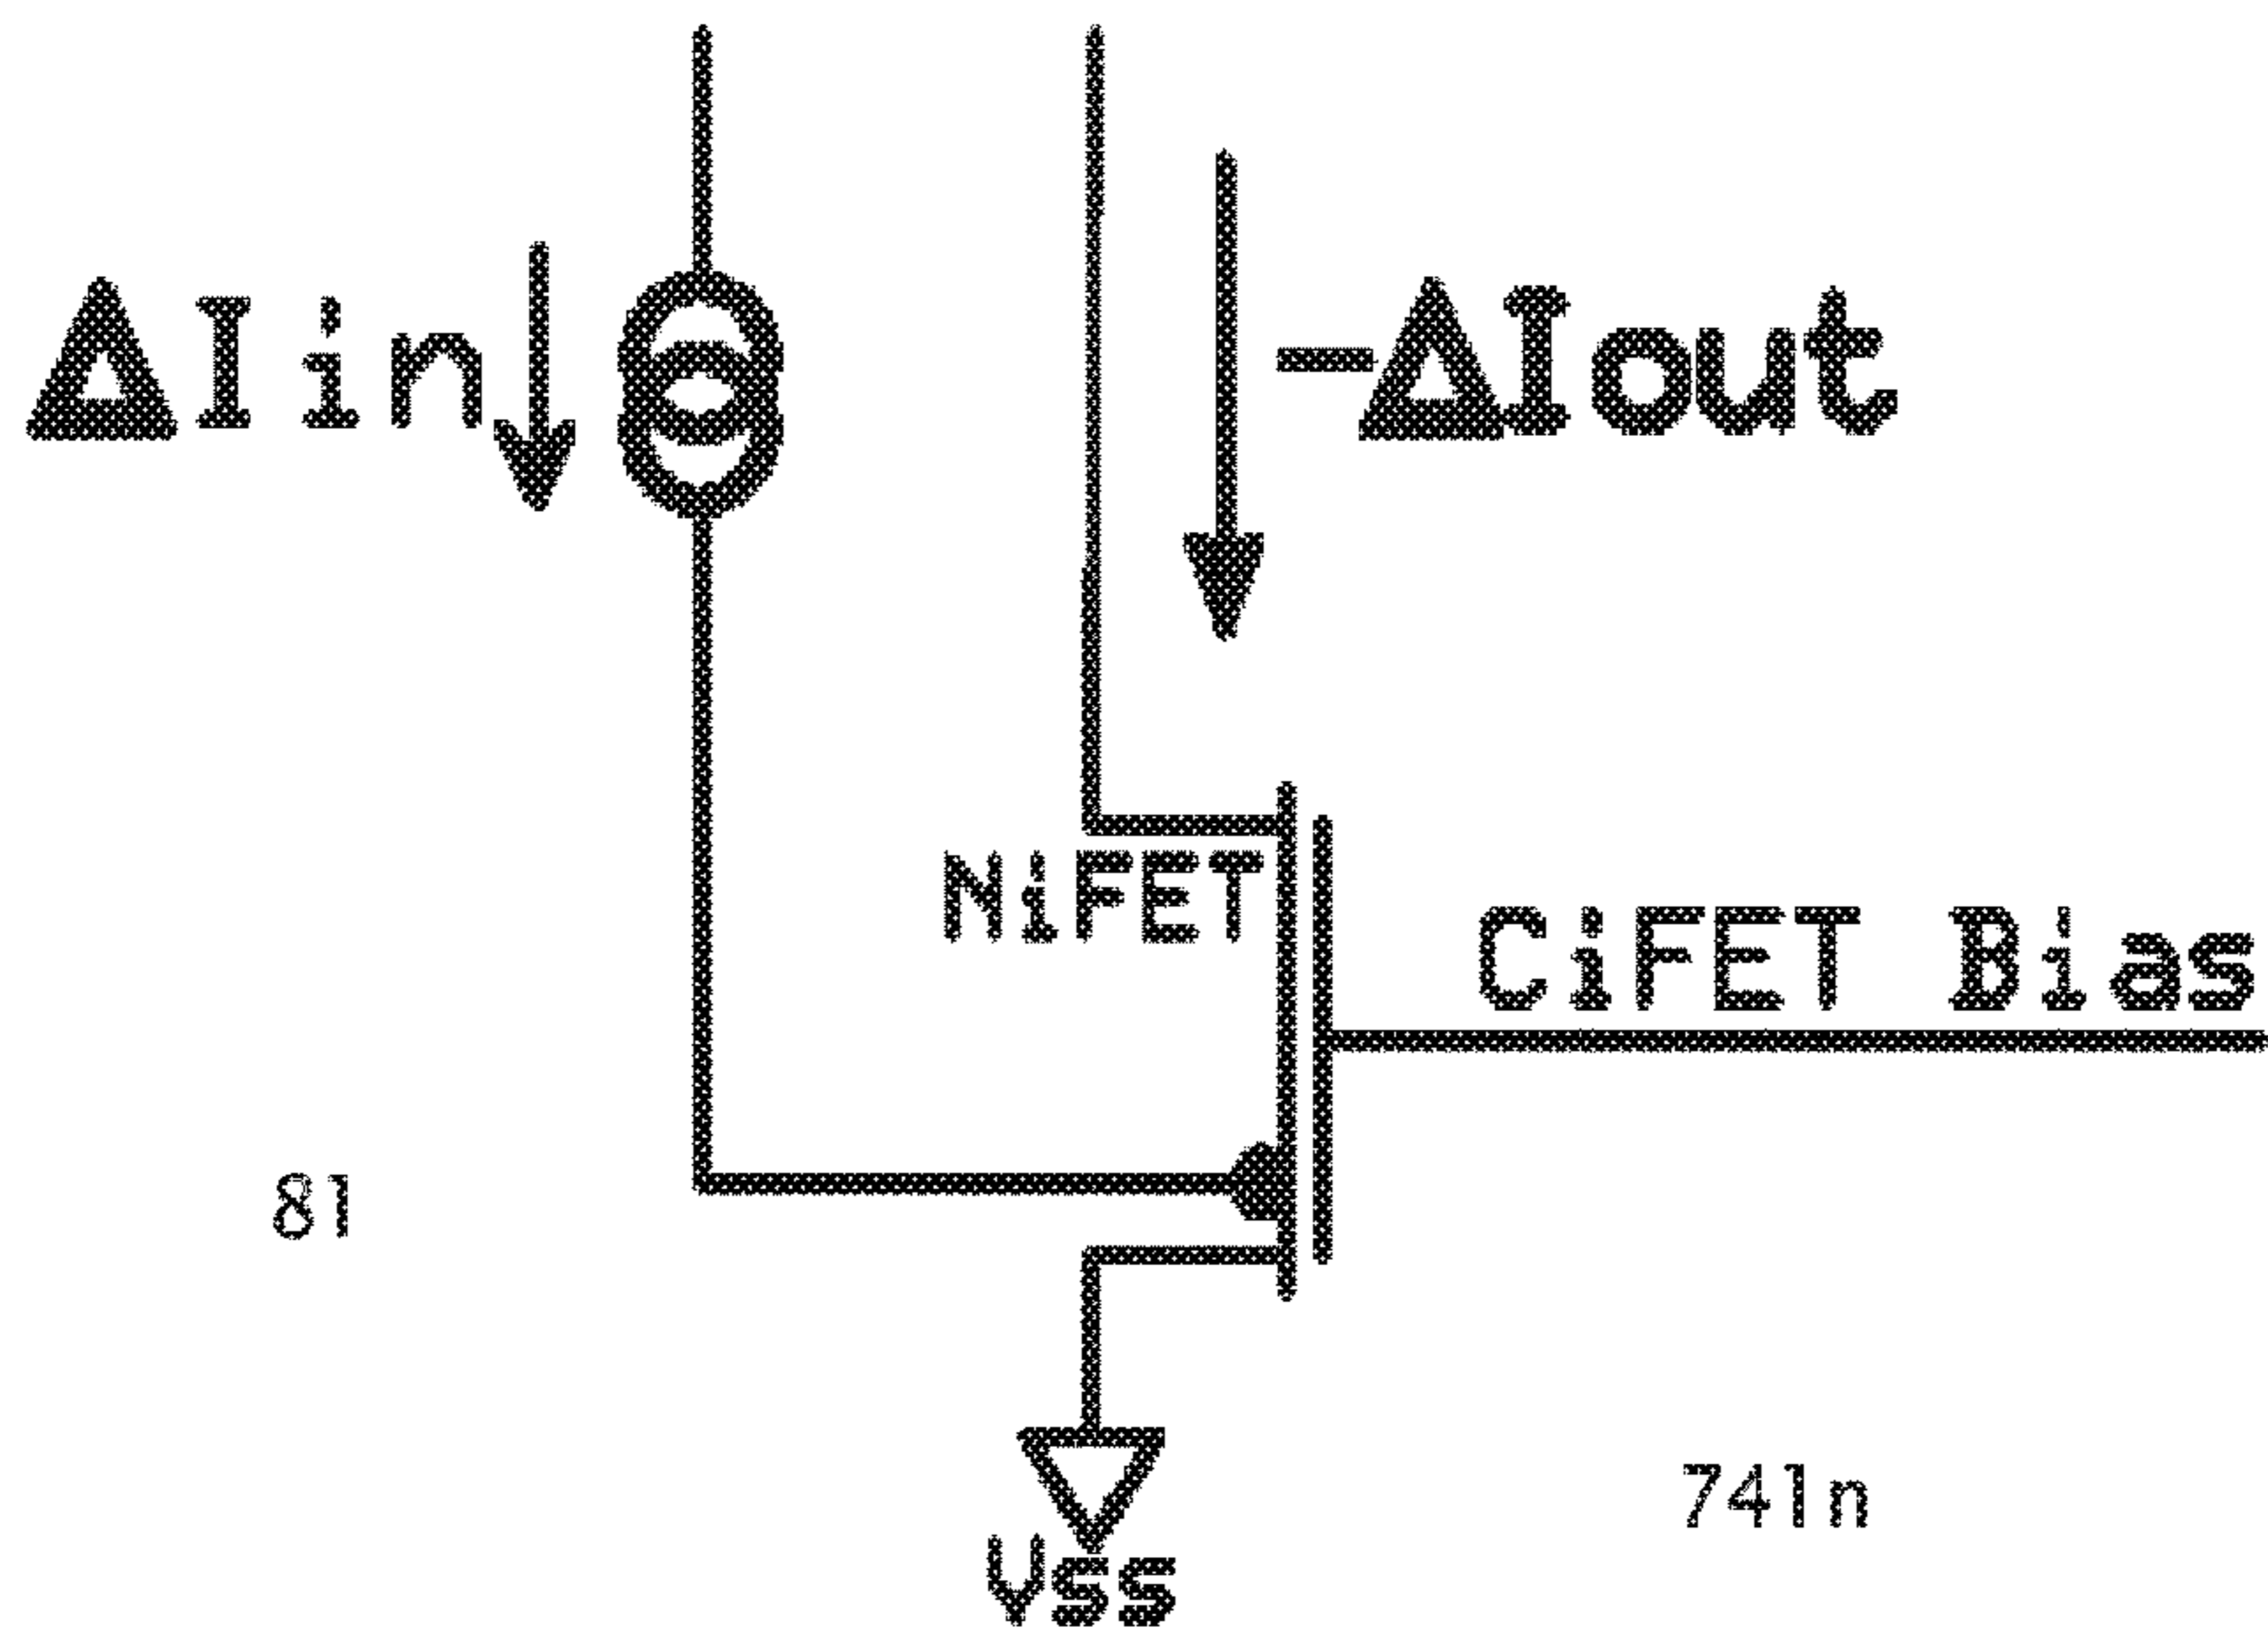 ΔIin
-ΔIout
NiFET
CiFET Bias
81
741n
Vss